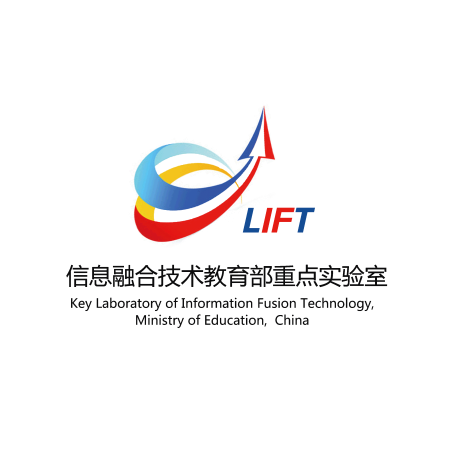 LIFT
信息融合技术教育部重点实验室
Key Laboratory of Information Fusion Technology,
Ministry of Education, China